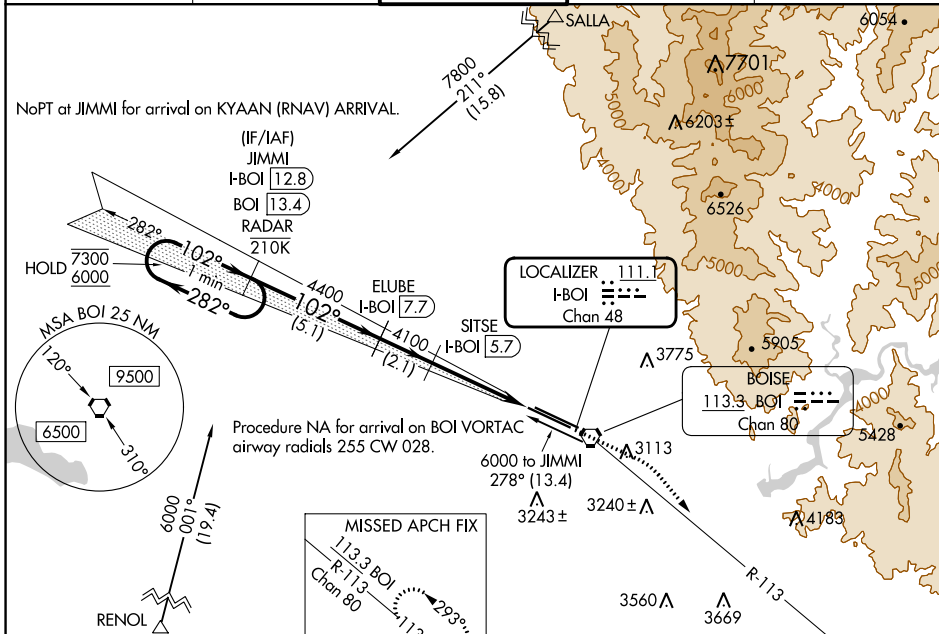 SALLA
6054
7701
6000
6203±
4000
4000
6526
5000
5000
7800
211°
(15.8)
NoPT at JIMMI for arrival on KYAAN (RNAV) ARRIVAL.
(IF/IAF)
JIMMI
I-BOI 12.8
BOI 13.4
RADAR
210K
282°
102°
1 min
282°
HOLD 7300
6000
4400
102°
(5.1)
ELUBE
I-BOI 7.7
4100
(2.1)
SITSE
I-BOI 5.7
LOCALIZER 111.1
I-BOI
Chan 48
3775
5905
BOISE
113.3 BOI
Chan 80
4000
5428
MSA BOI 25 NM
120°
9500
6500
310°
Procedure NA for arrival on BOI VORTAC
airway radials 255 CW 028.
6000 to JIMMI
278° (13.4)
3113
3243±
3240±
4183
6000
001°
(19.4)
RENOL
MISSED APCH FIX
113.3 BOI
R-113
Chan 80
293°
R-113
3560
3669